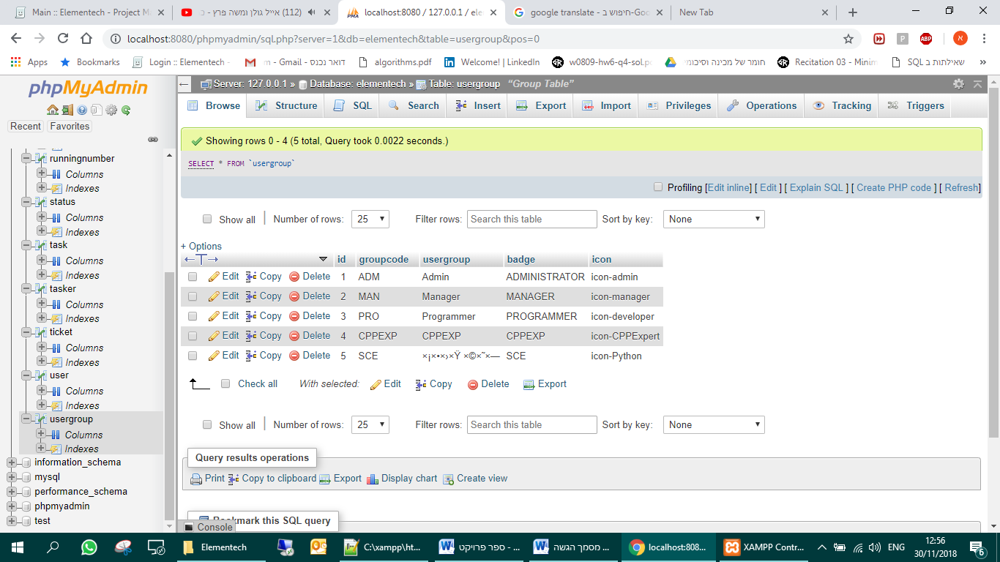 Main :: Elementech - Project M
(112) אייל גולן ומשה פרץ - כ
localhost:8080 / 127.0.0.1 / ele
google translate - חיפוש ב-Goo
New Tab
localhost:8080/phpmyadmin/sql.php?server=1&db=elementech&table=usergroup&pos=0
Apps
Bookmarks
Login :: Elementech -
דואר נכנס - m - Gmail
algorithms.pdf
Welcome! | LinkedIn
w0809-hw6-q4-sol.p
חומר של מכינה וסיכומי
Recitation 03 - Minim
שאילתות ב SQL
phpMyAdmin
Recent Favorites
runningnumber
Columns
Indexes
status
Columns
Indexes
task
Columns
Indexes
tasker
Columns
Indexes
ticket
Columns
Indexes
user
Columns
Indexes
usergroup
Columns
Indexes
information_schema
mysql
performance_schema
phpmyadmin
test
Server: 127.0.0.1 » Database: elementech » Table: usergroup "Group Table"
Browse Structure SQL Search Insert Export Import Privileges Operations Tracking Triggers
Showing rows 0 - 4 (5 total, Query took 0.0022 seconds.)
SELECT * FROM `usergroup`
Profiling [Edit inline] [ Edit ] [ Explain SQL ] [ Create PHP code ] [ Refresh]
Show all | Number of rows: 25 Filter rows: Search this table Sort by key: None
+ Options
id groupcode usergroup badge icon
Edit Copy Delete 1 ADM Admin ADMINISTRATOR icon-admin
Edit Copy Delete 2 MAN Manager MANAGER icon-manager
Edit Copy Delete 3 PRO Programmer PROGRAMMER icon-developer
Edit Copy Delete 4 CPPEXP CPPEXP CPPEXP icon-CPPExpert
Edit Copy Delete 5 SCE ×¡×•×›×Ÿ ×©×˜×— SCE icon-Python
Check all With selected: Edit Copy Delete Export
Show all | Number of rows: 25 Filter rows: Search this table Sort by key: None
Query results operations
Print Copy to clipboard Export Display chart Create view
Bookmark this SQL query
Console
Elementech
C:\xampp\ht...
ספר פרויקט - ...
מסמך הגשה ...
localhost:808...
XAMPP Contr...
ENG
12:56
30/11/2018
6